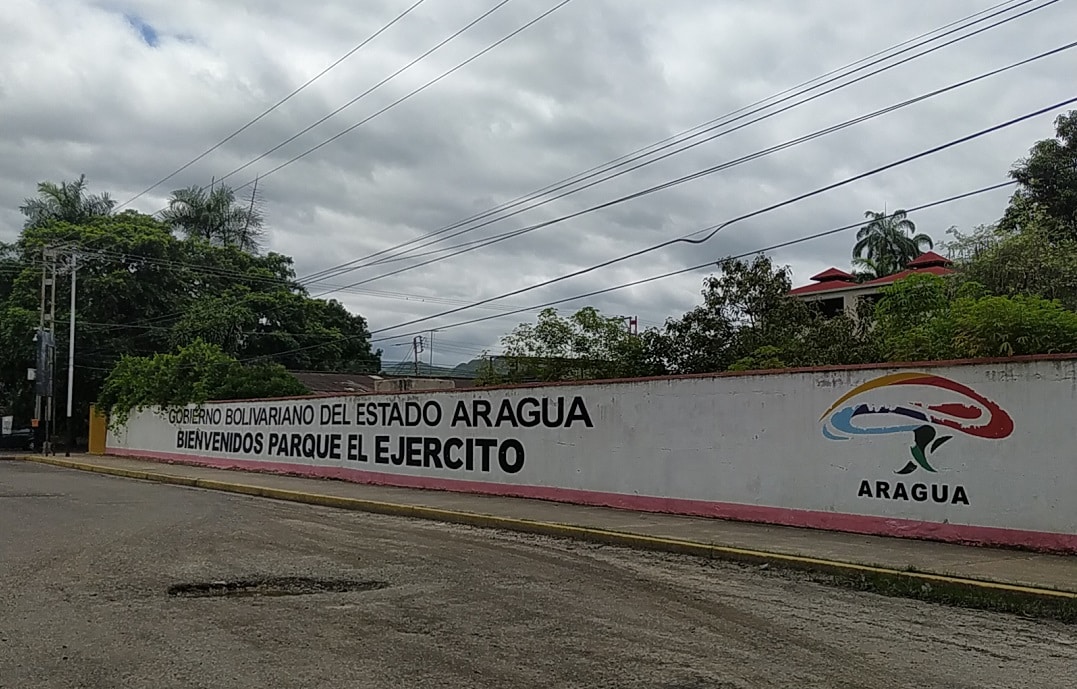 GOBIERNO BOLIVARIANO DEL ESTADO ARAGUA
BIENVENIDOS PARQUE EL EJERCITO
ARAGUA